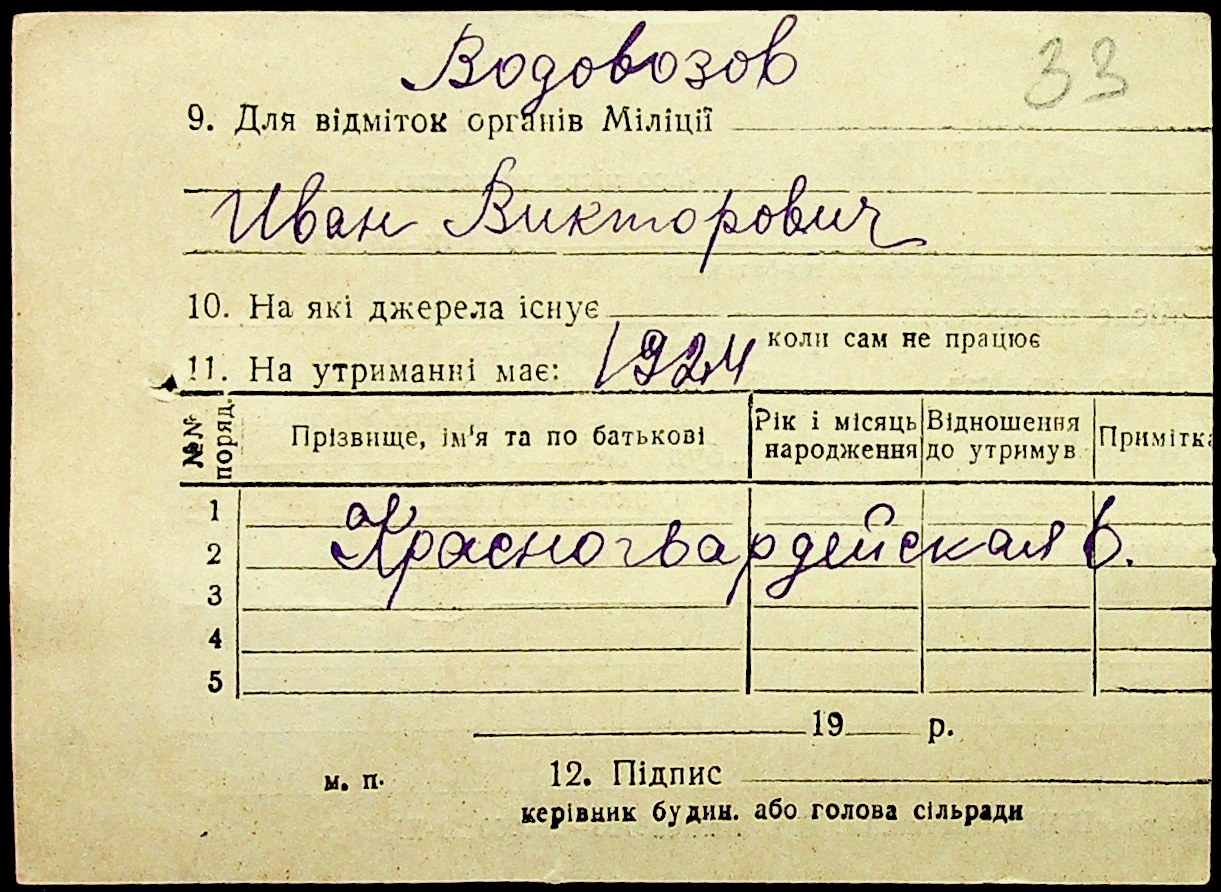 Водовозов 33
9. Для відміток органів Міліції
Иван Викторович
10. На які джерела існує
коли сам не працює
11. На утриманні має: 1924
№№ поряд. Прізвище, ім'я та по батькові Рік і місяць народження Відношення до утримув Примітка
1
2 Красногвардейская 6.
3
4
5
19 р.
м. п. 12. Підпис
керівник будин. або голова сільради